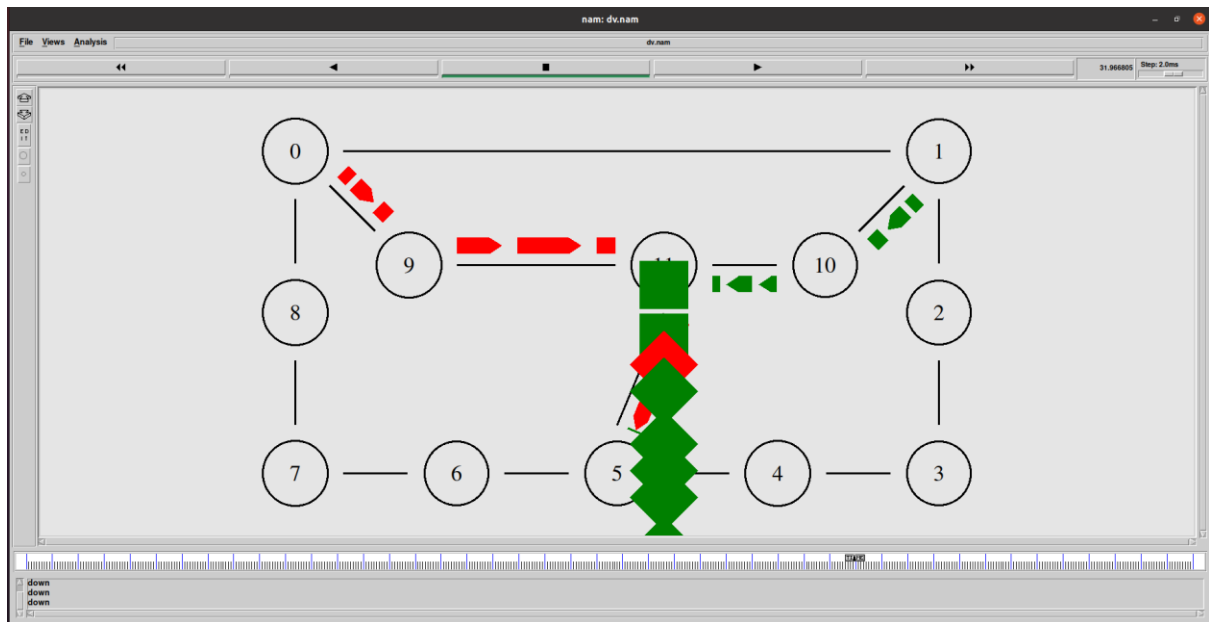 nam: dv.nam
File Views Analysis dv.nam
31.966805 Step: 2.0ms
E D
I T
0 1
9 10
8 2
7 6 5 4 3
down
down
down